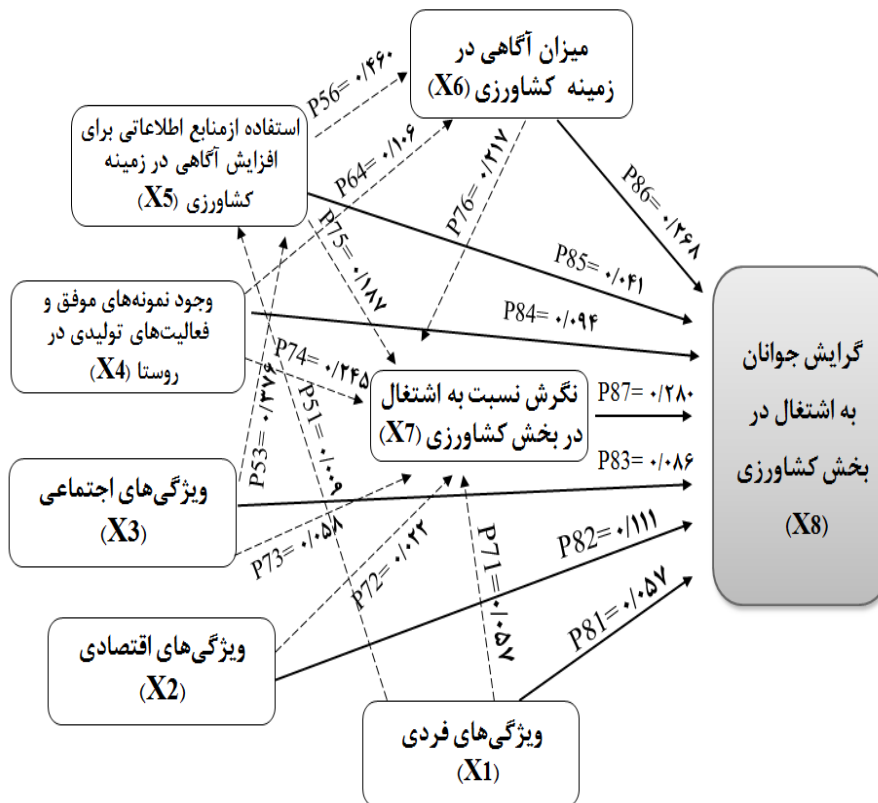 میزان آگاهی در
زمینه کشاورزی (X6)
P56= ۰/۴۶۰
استفاده ازمنابع اطلاعاتی برای
افزایش آگاهی در زمینه
کشاورزی (X5)
P64= ۰/۱۰۶
P76= ۰/۲۱۷
P86= ۰/۲۶۸
P75= ۰/۱۸۷
P85= ۰/۰۴۱
وجود نمونه‌های موفق و
فعالیت‌های تولیدی در
روستا (X4)
P84= ۰/۰۹۴
P74= ۰/۲۴۵
گرایش جوانان
به اشتغال در
بخش کشاورزی
(X8)
نگرش نسبت به اشتغال
در بخش کشاورزی (X7)
P87= ۰/۲۸۰
P53= ۰/۳۷۶
P51= ۰/۰۰۹
P83= ۰/۰۸۶
ویژگی‌های اجتماعی
(X3)
P73= ۰/۰۵۸
P72= ۰/۰۲۲
P71= ۰/۰۵۷
P82= ۰/۱۱۱
P81= ۰/۰۵۷
ویژگی‌های اقتصادی
(X2)
ویژگی‌های فردی
(X1)